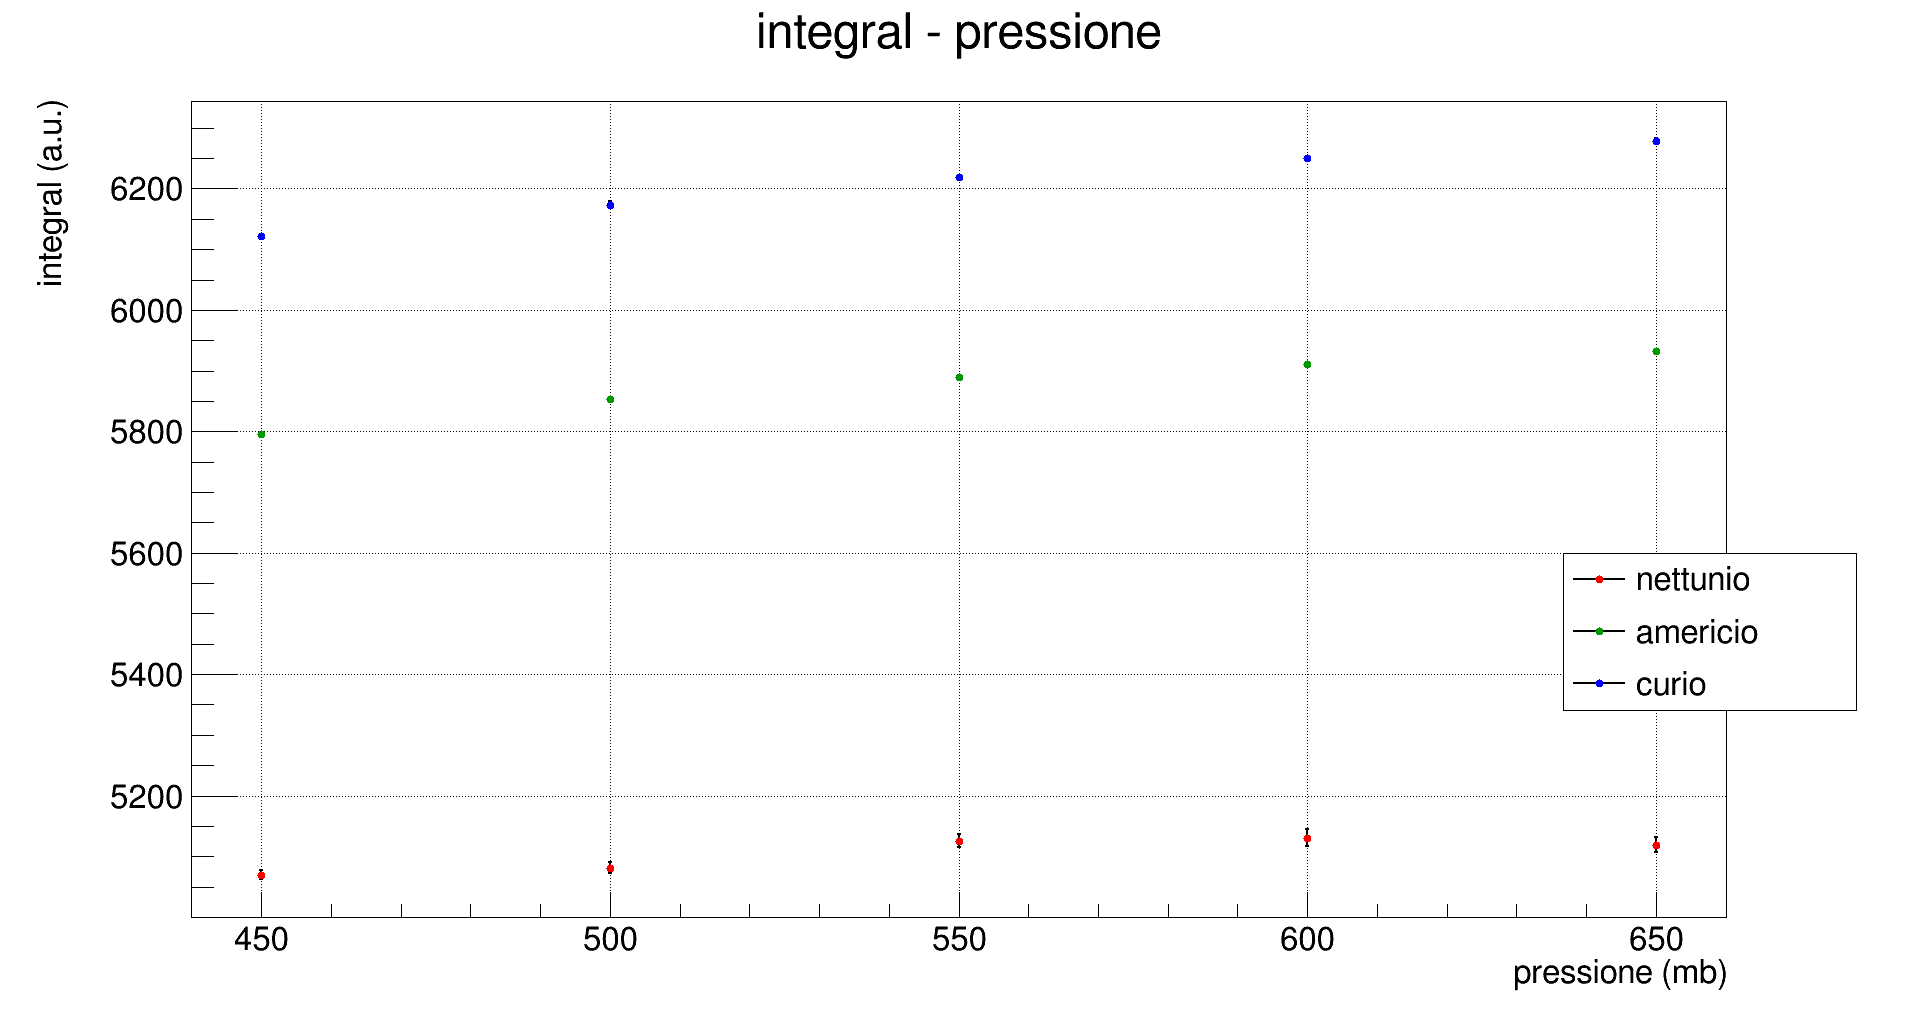 integral - pressione
integral (a.u.)
6200
6000
5800
5600
5400
5200
nettunio
americio
curio
450 500 550 600 650
pressione (mb)